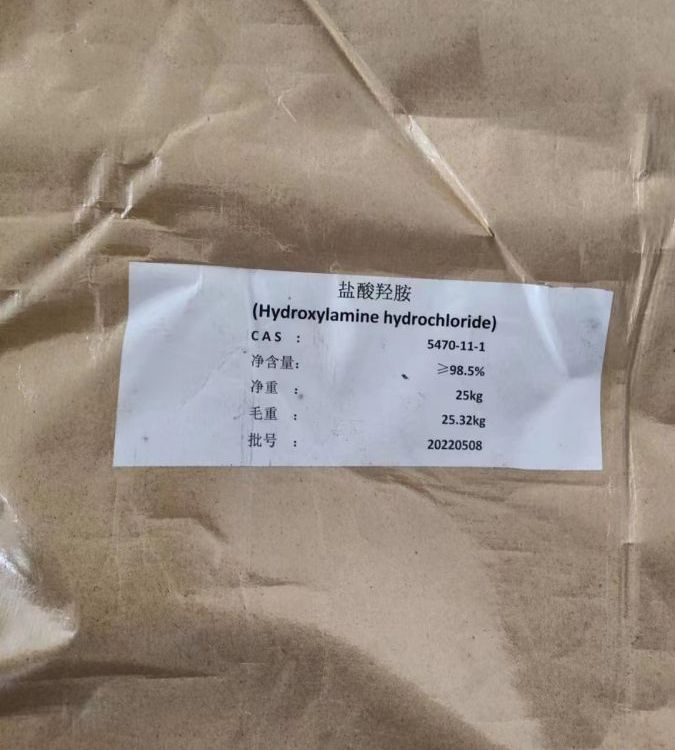 盐酸羟胺
(Hydroxylamine hydrochloride)
CAS : 5470-11-1
净含量: ≥98.5%
净重 : 25kg
毛重 : 25.32kg
批号 : 20220508